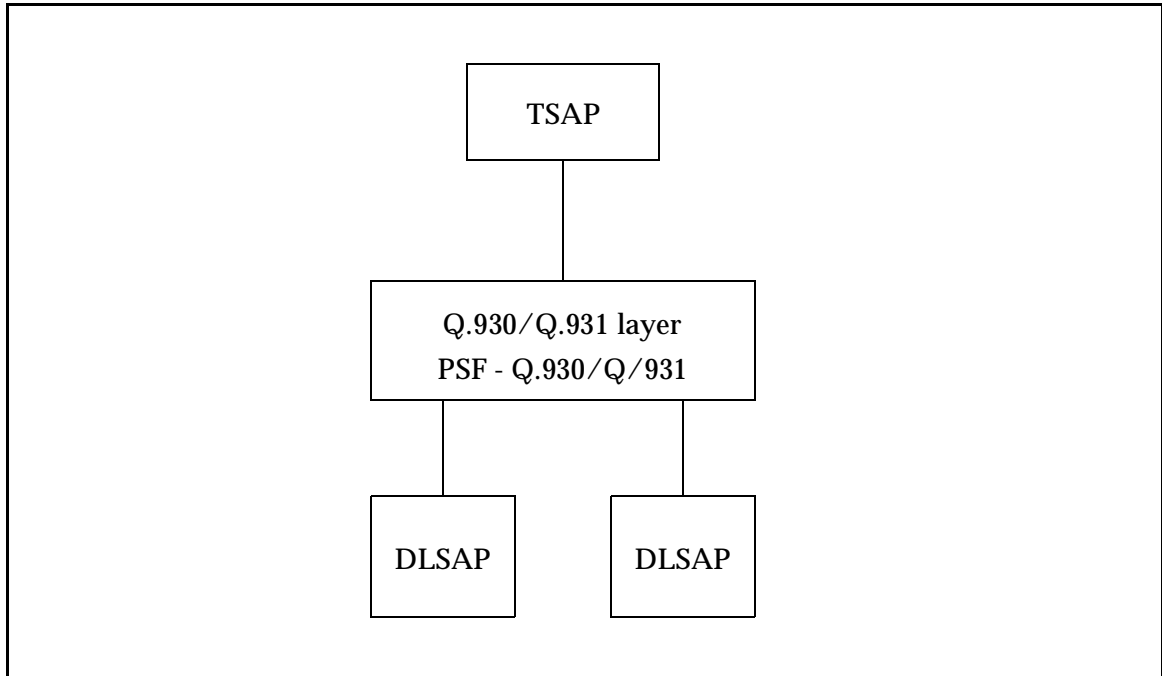 TSAP
Q.930/Q.931 layer
PSF - Q.930/Q/931
DLSAP
DLSAP